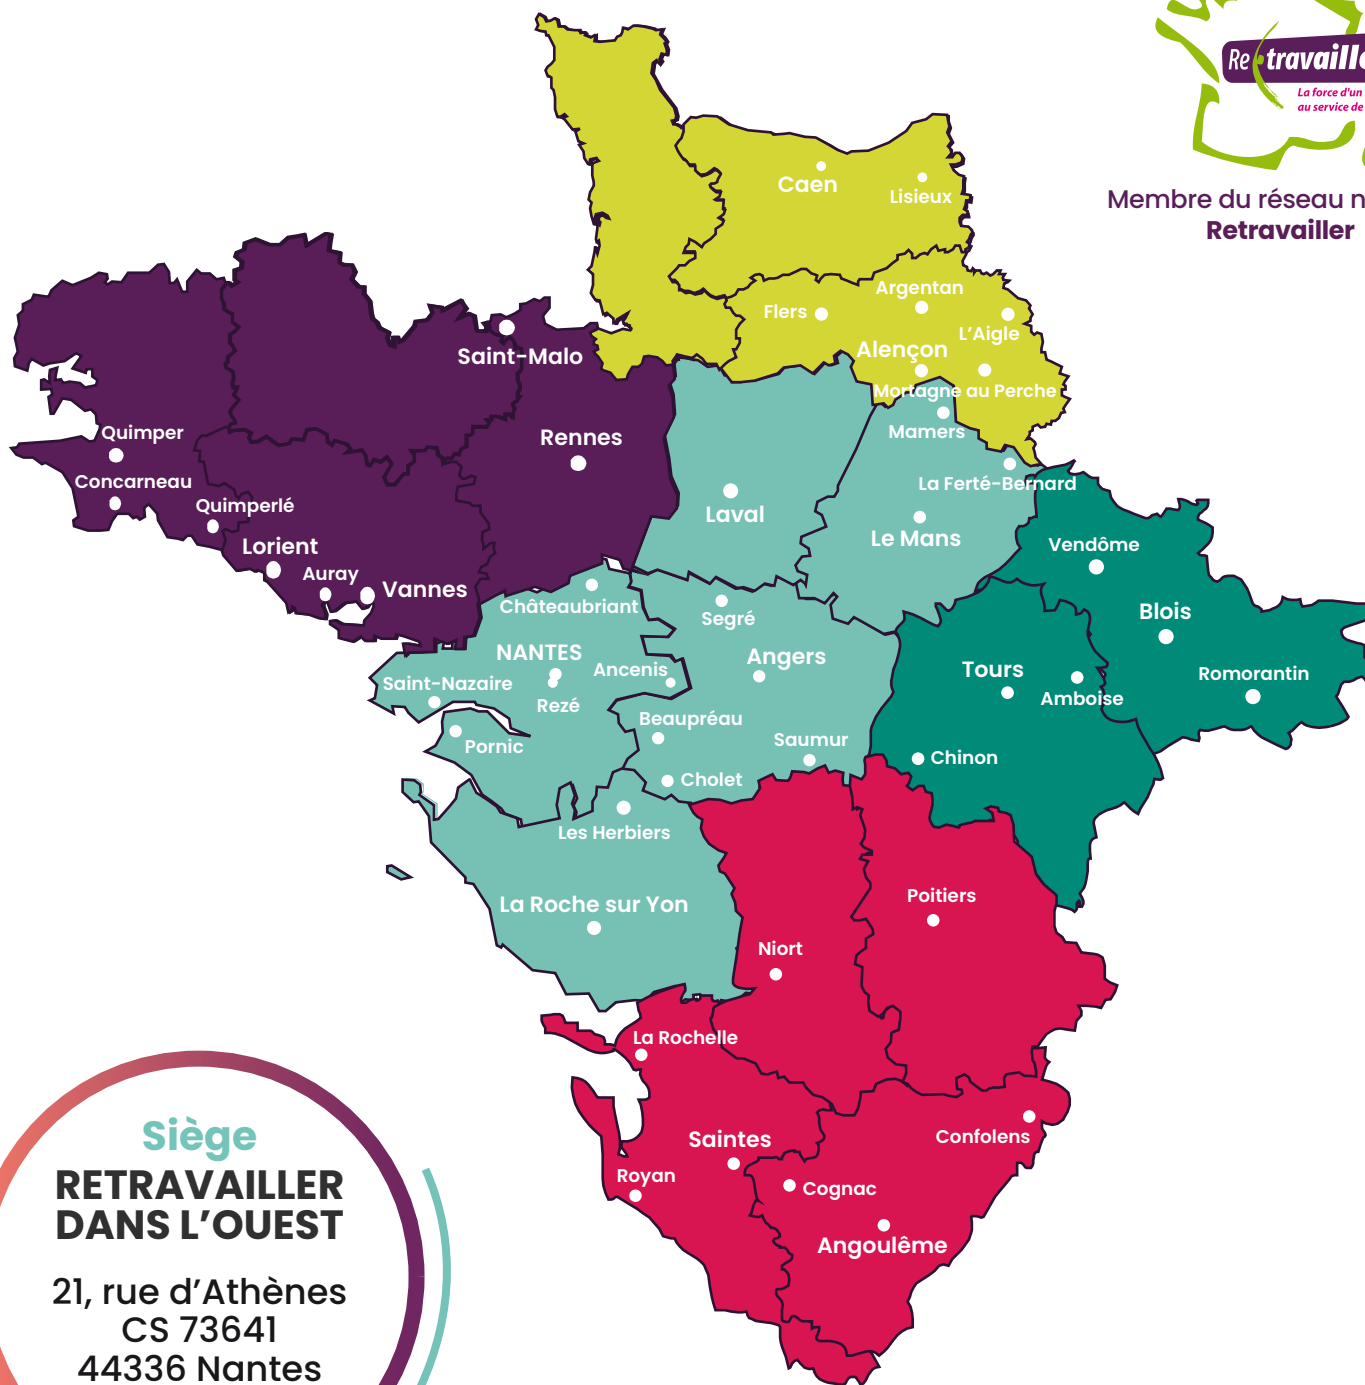 Re travaille
La force d'un
au service de
Membre du réseau n
Retravailler
Caen
Lisieux
Argentan
Flers
L'Aigle
Alençon
Mortagne au Perche
Mamers
Saint-Malo
Rennes
Quimper
Concarneau
Quimperlé
Lorient
Auray
Vannes
La Ferté-Bernard
Laval
Le Mans
Vendôme
Blois
Romorantin
Tours
Amboise
Chinon
Châteaubriant
Segré
NANTES
Angers
Ancenis
Saint-Nazaire
Rezé
Beaupréau
Pornic
Saumur
Cholet
Les Herbiers
La Roche sur Yon
Poitiers
Niort
La Rochelle
Saintes
Confolens
Royan
Cognac
Angoulême
Siège
RETRAVAILLER
DANS L'OUEST
21, rue d'Athènes
CS 73641
44336 Nantes